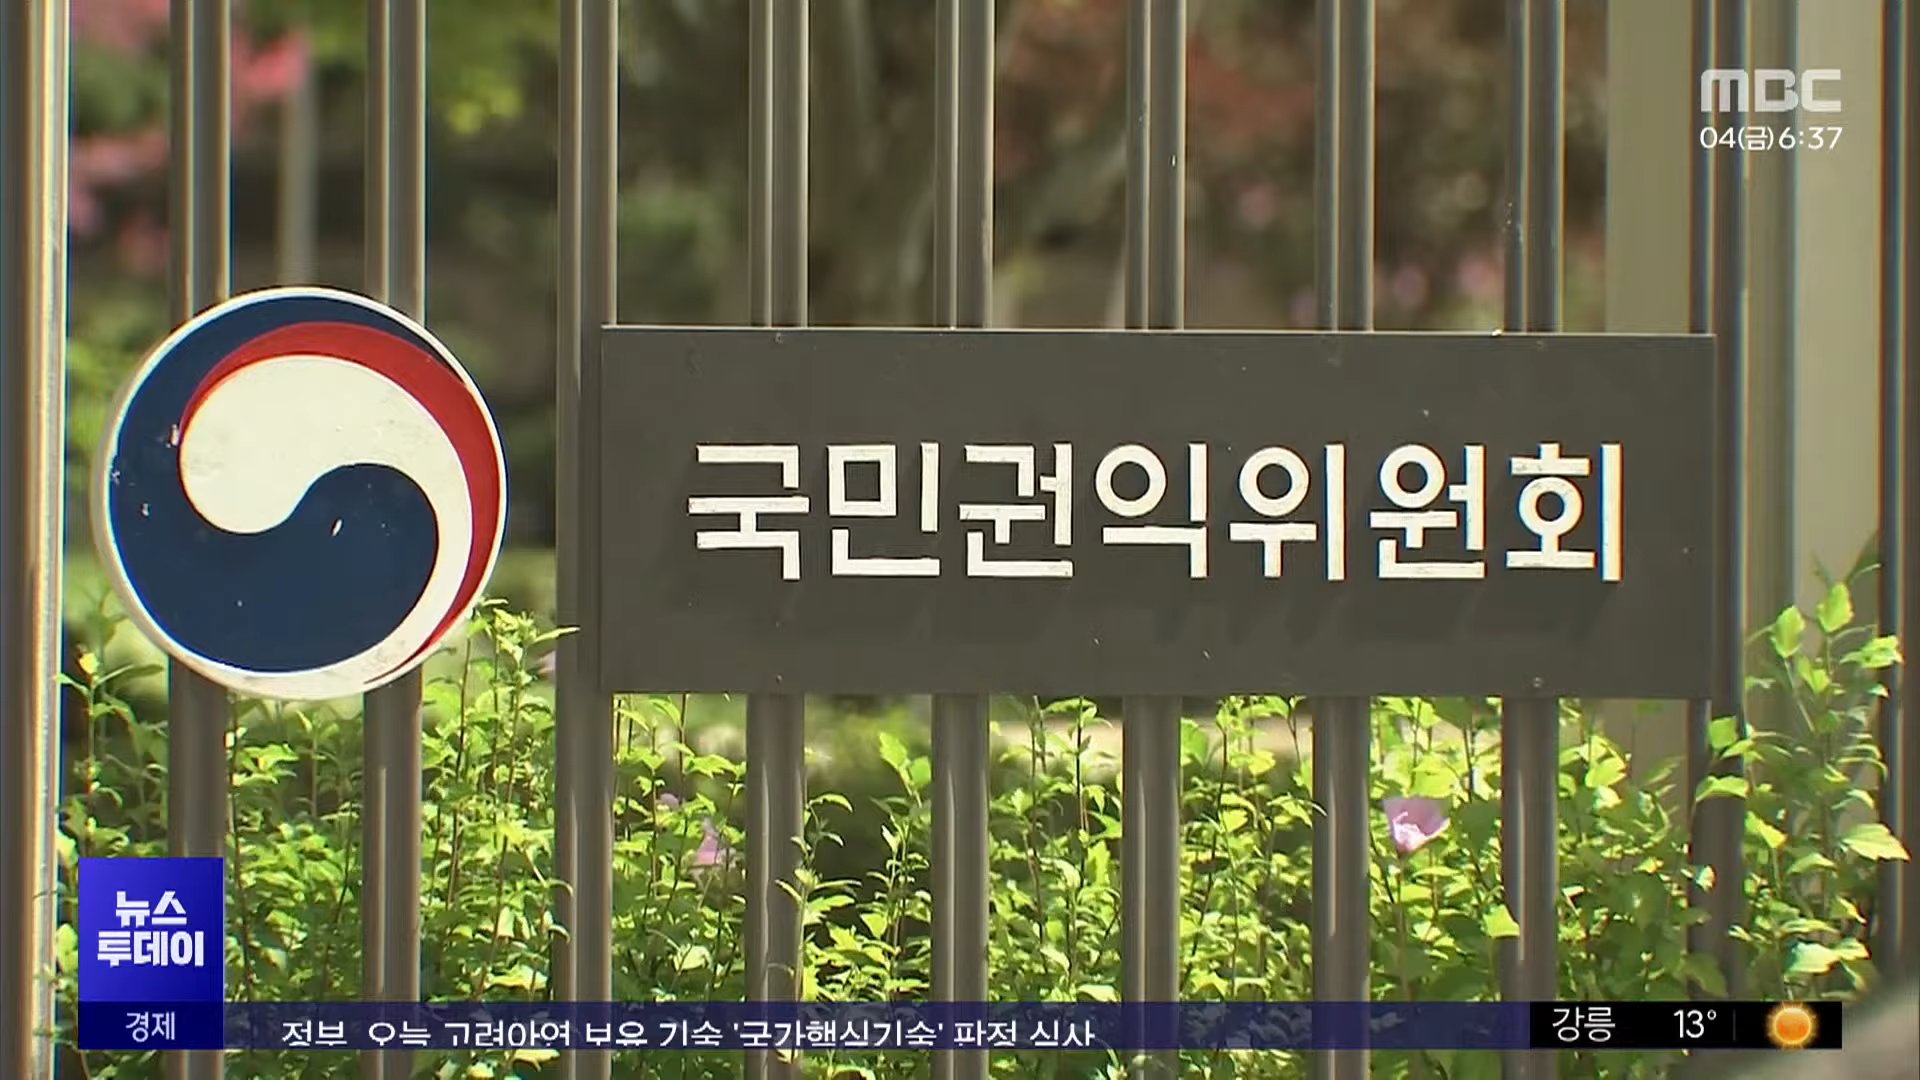 MBC
04(금)6:37
국민권익위원회
뉴스
투데이
경제
정부, 오늘 고려아연 보유 기술 '국가핵심기술' 판정 심사
강릉 13°